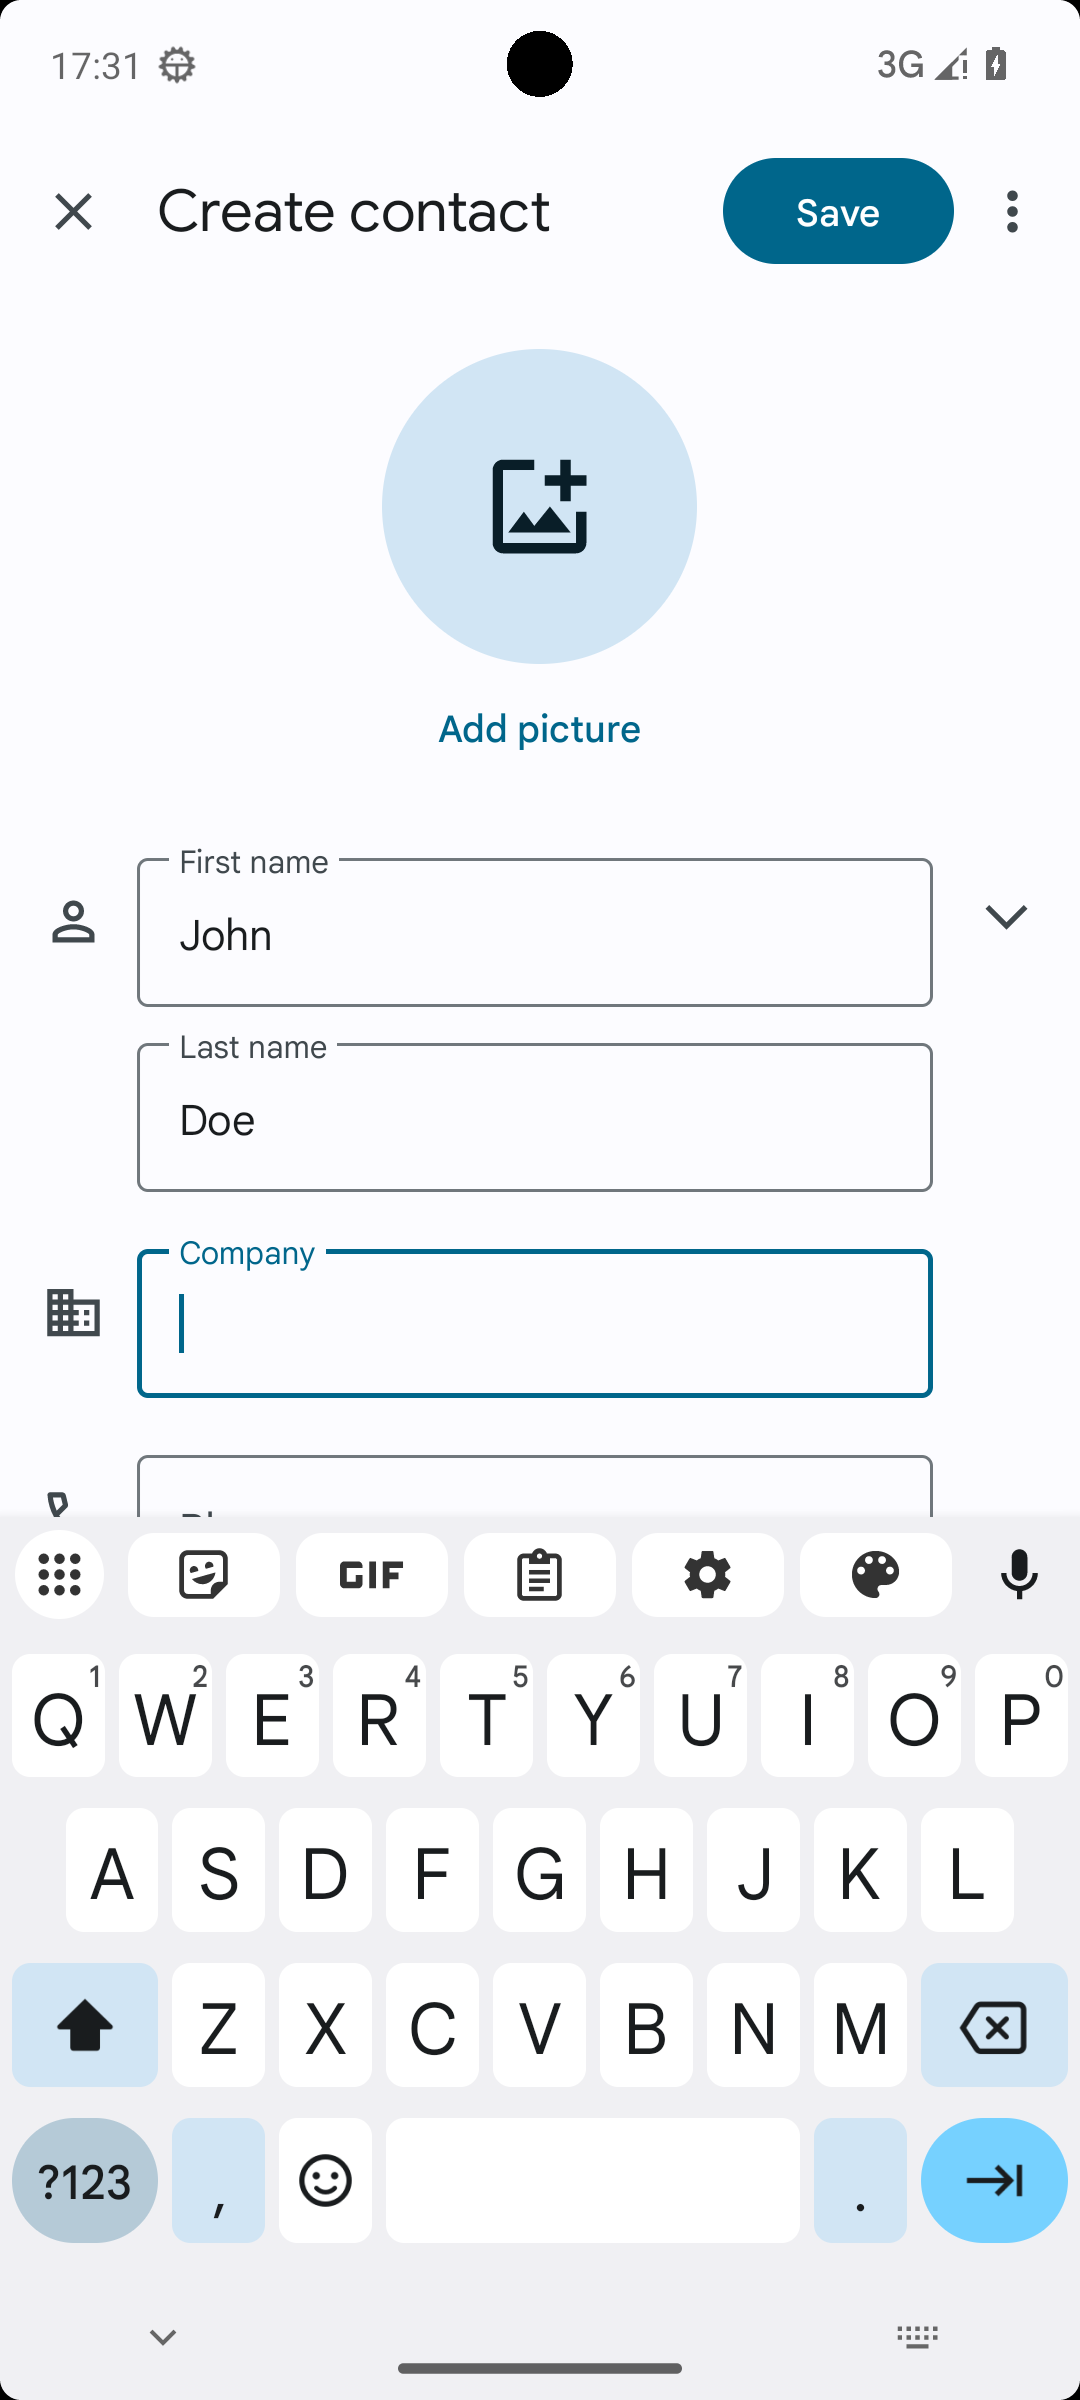 17:31
3G
Create contact
Save
Add picture
First name
John
Last name
Doe
Company
GIF
Q 1 W 2 E 3 R 4 T 5 Y 6 U 7 I 8 O 9 P 0
A S D F G H J K L
Z X C V B N M
?123 , .